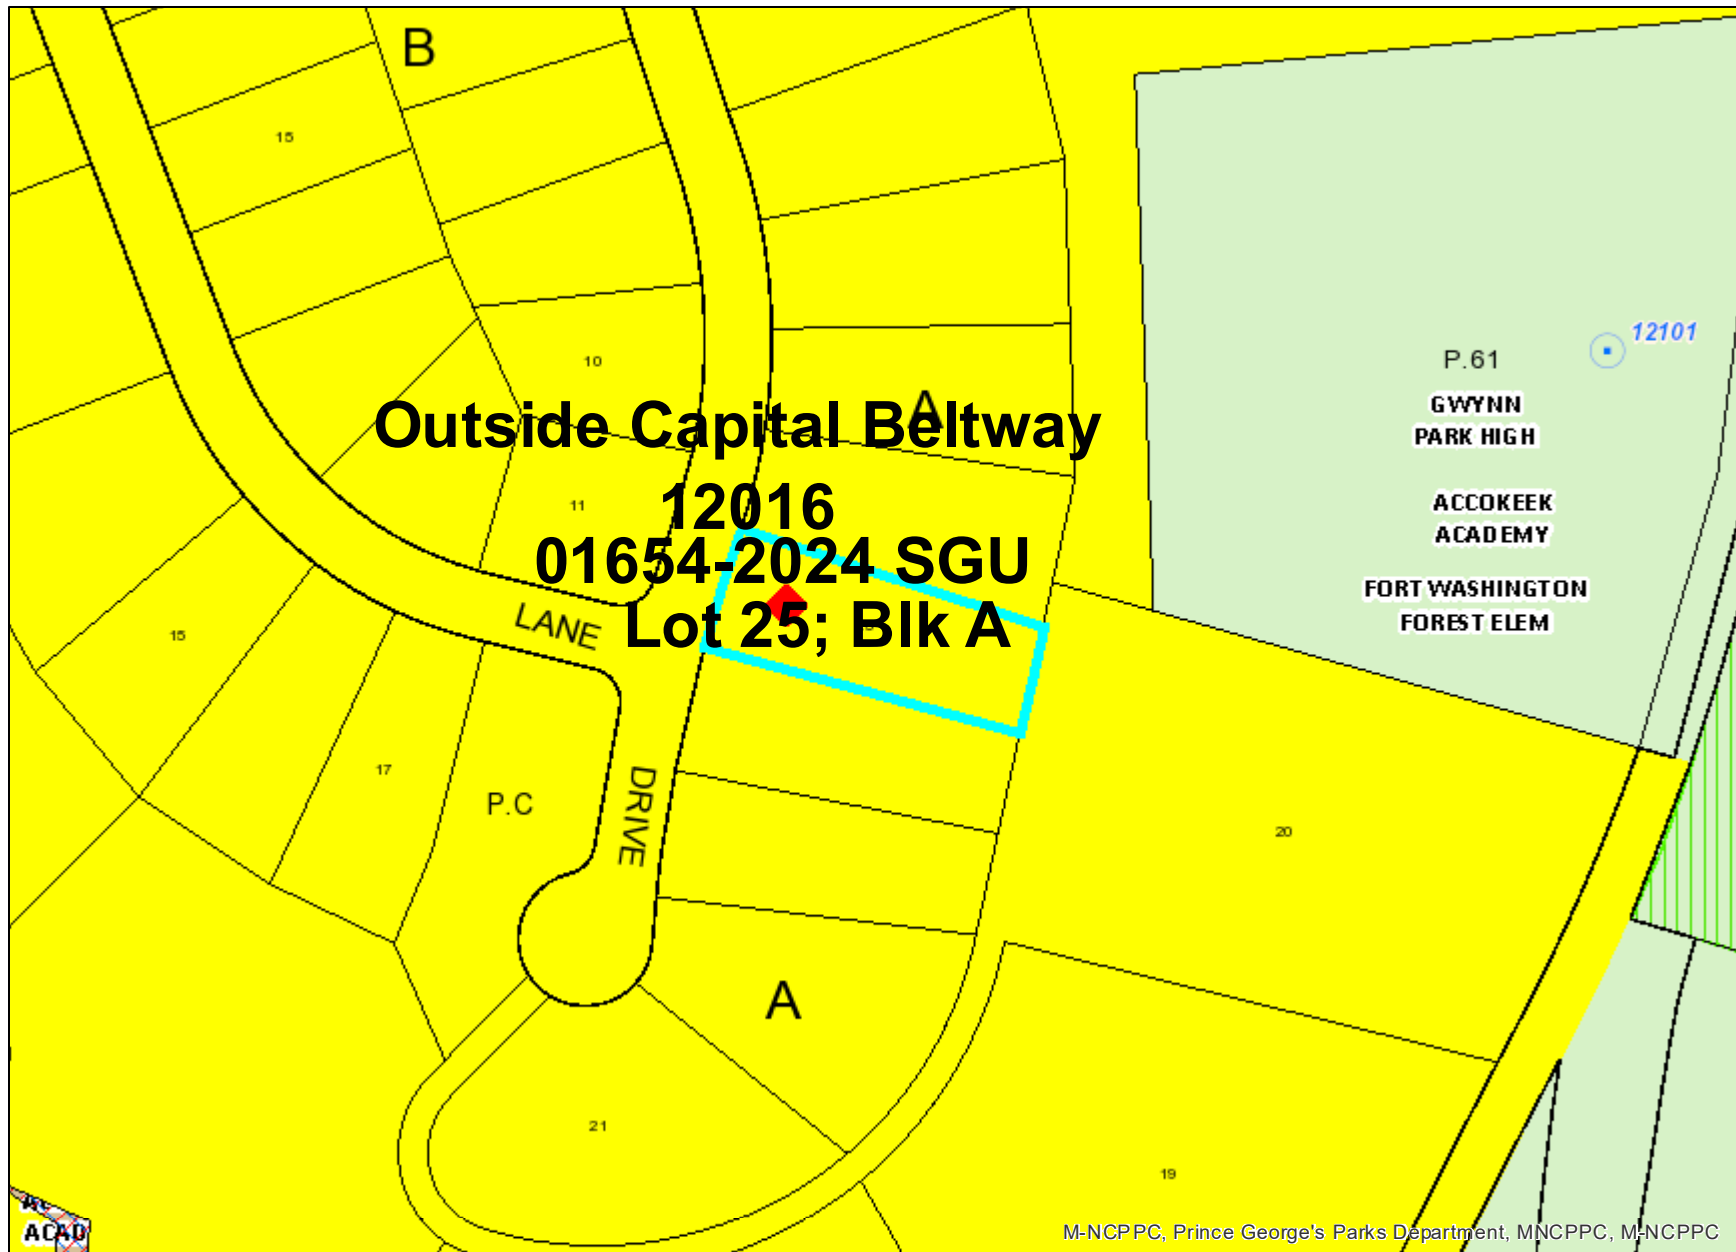 B
15
12101
10
P.61
A
GWYNN
PARK HIGH
Outside Capital Beltway
11
12016
ACCOKEEK
ACADEMY
01654-2024 SGU
FORT WASHINGTON
FOREST ELEM
LANE
Lot 25; Blk A
15
17
P.C
DRIVE
20
A
21
19
ACAD
M-NCPPC, Prince George's Parks Department, MNCPPC, M-NCPPC